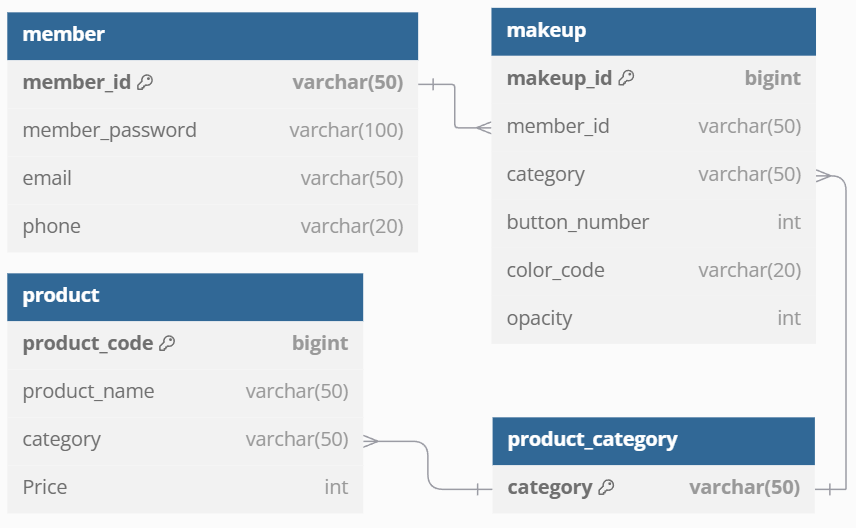 member
member_id varchar(50)
member_password varchar(100)
email varchar(50)
phone varchar(20)
makeup
makeup_id bigint
member_id varchar(50)
category varchar(50)
button_number int
color_code varchar(20)
opacity int
product
product_code bigint
product_name varchar(50)
category varchar(50)
Price int
product_category
category varchar(50)